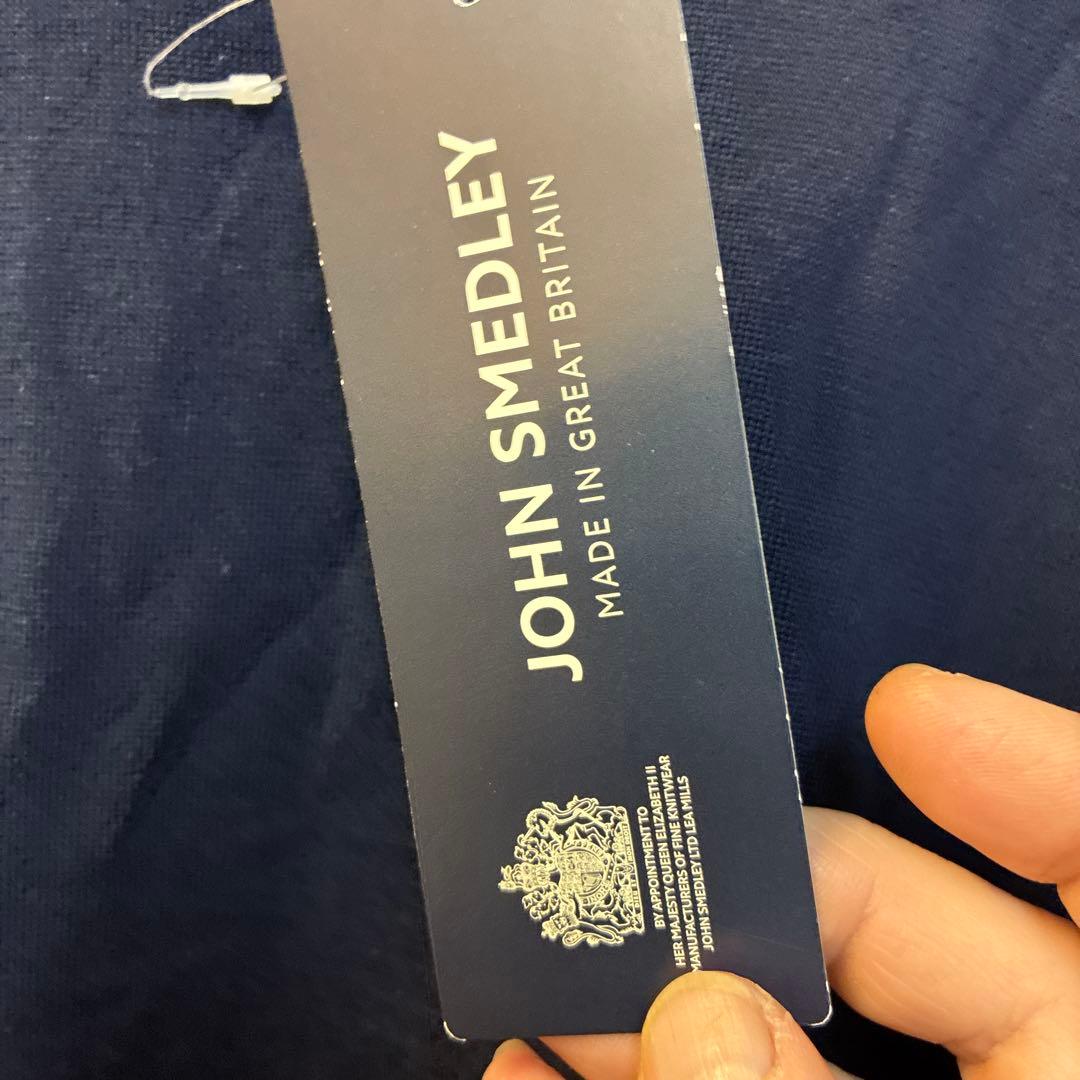 JOHN SMEDLEY
MADE IN GREAT BRITAIN
BY APPOINTMENT TO
HER MAJESTY QUEEN ELIZABETH II
MANUFACTURERS OF FINE KNITWEAR
JOHN SMEDLEY LTD LEA MILLS